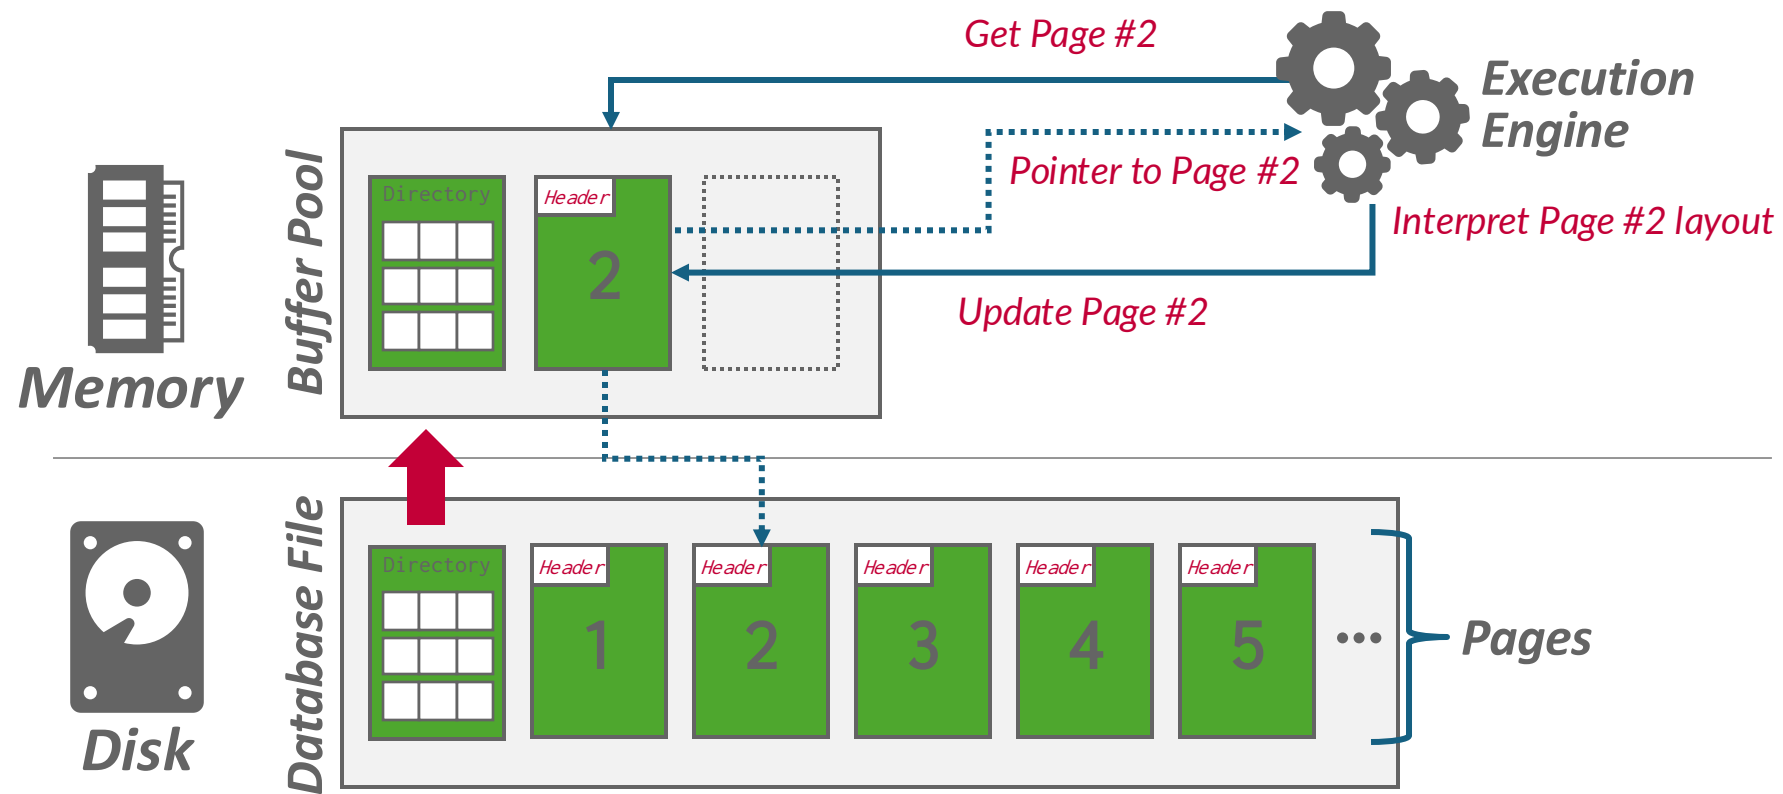 Get Page #2
Execution
Engine
Pointer to Page #2
Interpret Page #2 layout
Update Page #2
Memory
Buffer Pool
Directory
Header
2
Disk
Database File
Directory
Header
1
Header
2
Header
3
Header
4
Header
5
...
Pages